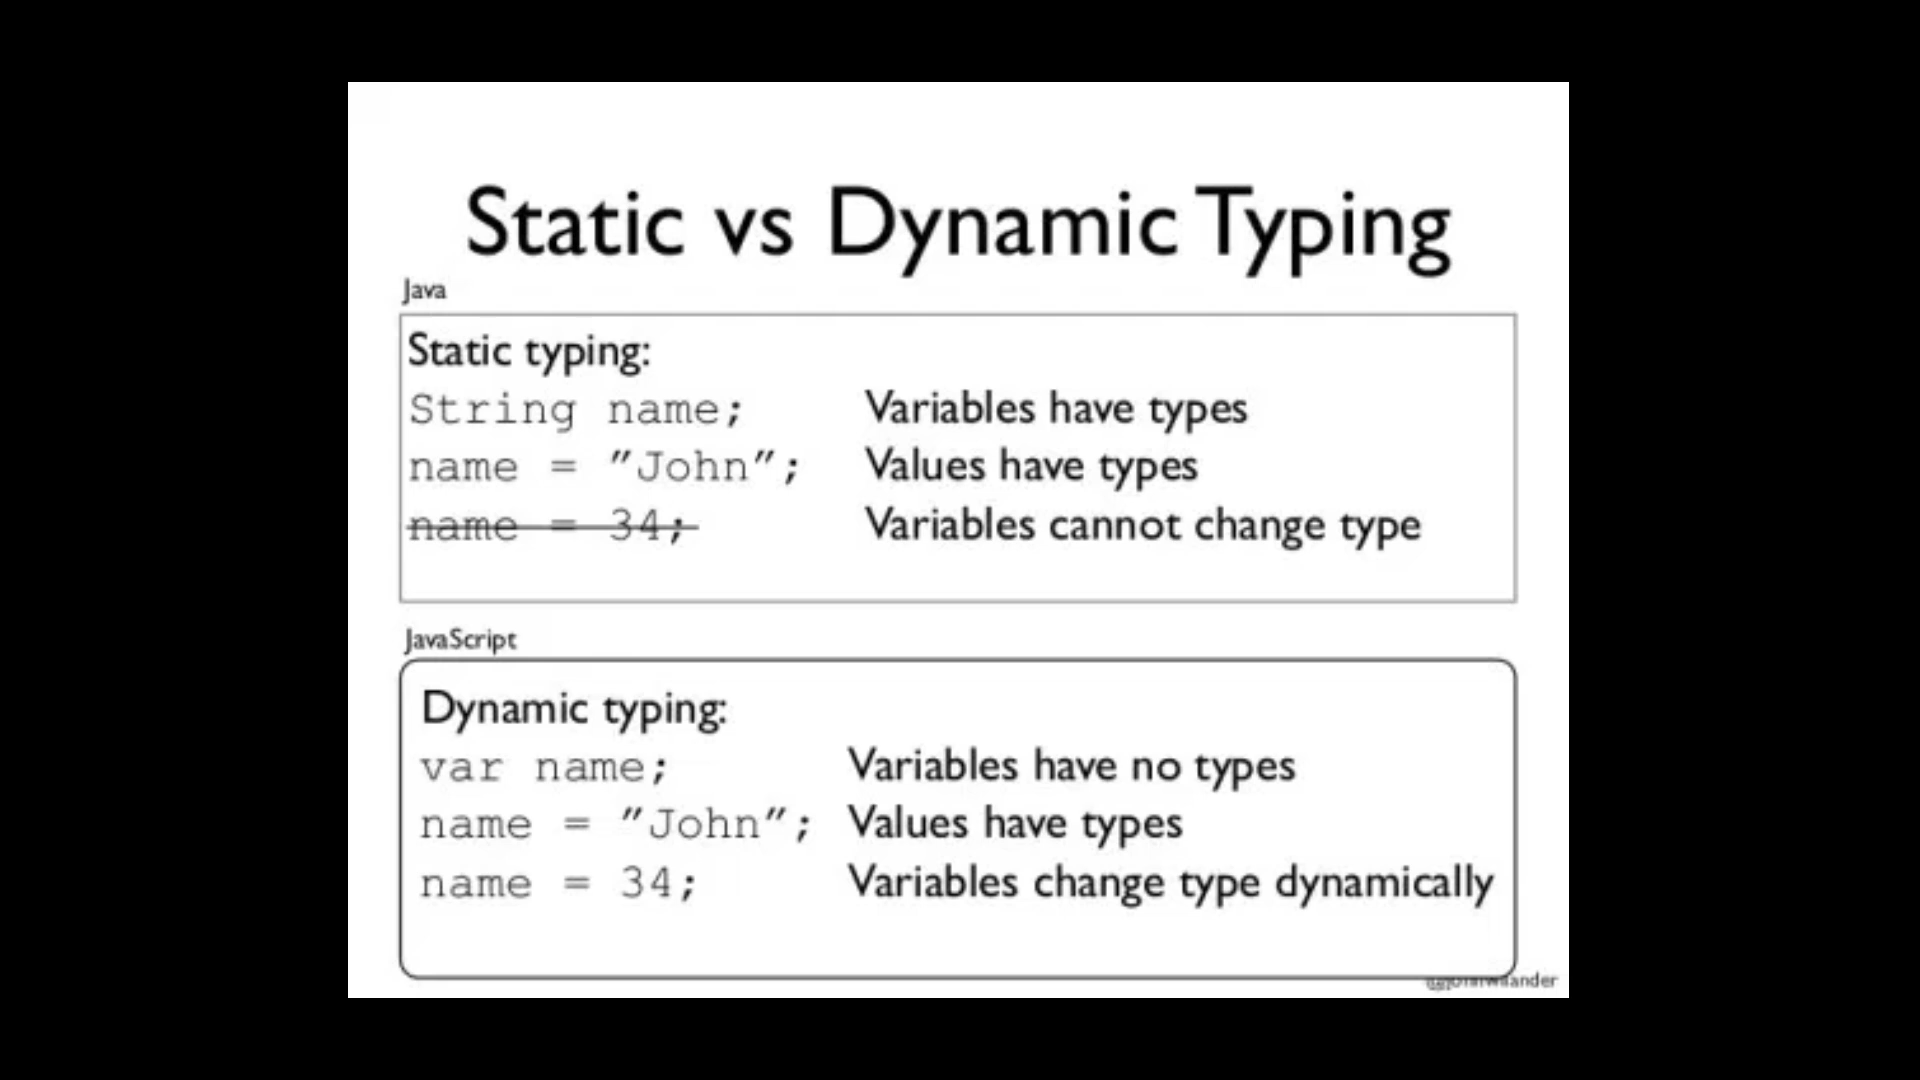 Static vs Dynamic Typing
Java
Static typing:
String name; Variables have types
name = ”John”; Values have types
name = 34; Variables cannot change type
JavaScript
Dynamic typing:
var name; Variables have no types
name = ”John”; Values have types
name = 34; Variables change type dynamically